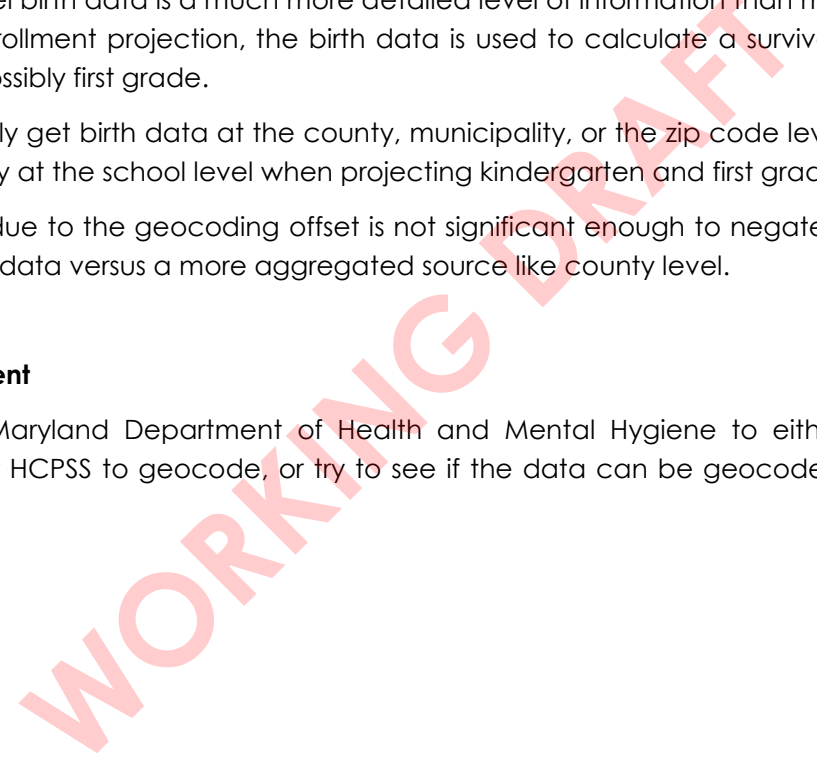 birth data is a much more detailed level of information than
rollment projection, the birth data is used to calculate a surviv
ossibly first grade.
ly get birth data at the county, municipality, or the zip code lev
y at the school level when projecting kindergarten and first grad
due to the geocoding offset is not significant enough to negate
data versus a more aggregated source like county level.
ent
Maryland Department of Health and Mental Hygiene to eith
HCPSS to geocode, or try to see if the data can be geocode
WORKING DRAFT